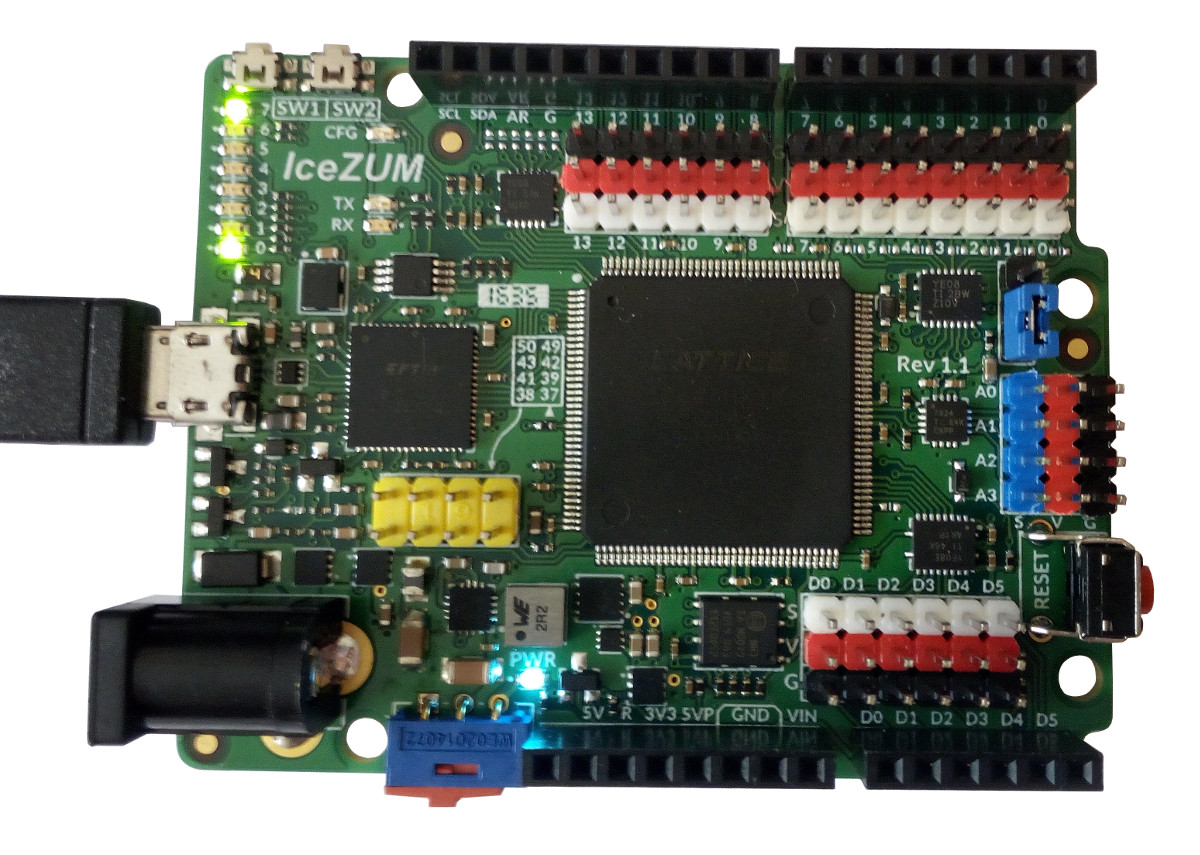 SW1 SW2
7
6
5
4
3
2
1
0
CFG
IceZUM
TX
RX
SCL SDA AR G 13 12 11 10 9 8
7 6 5 4 3 2 1 0
13 12 11 10 9 8
7 6 5 4 3 2 1 0
1635
50 49
43 42
41 39
38 37
LATTICE
Rev 1.1
A0
A1
A2
A3
S V G
RESET
D0 D1 D2 D3 D4 D5
S
V
G
WE
2R2
PWR
5V R 3V3 5VP GND VIN
D0 D1 D2 D3 D4 D5